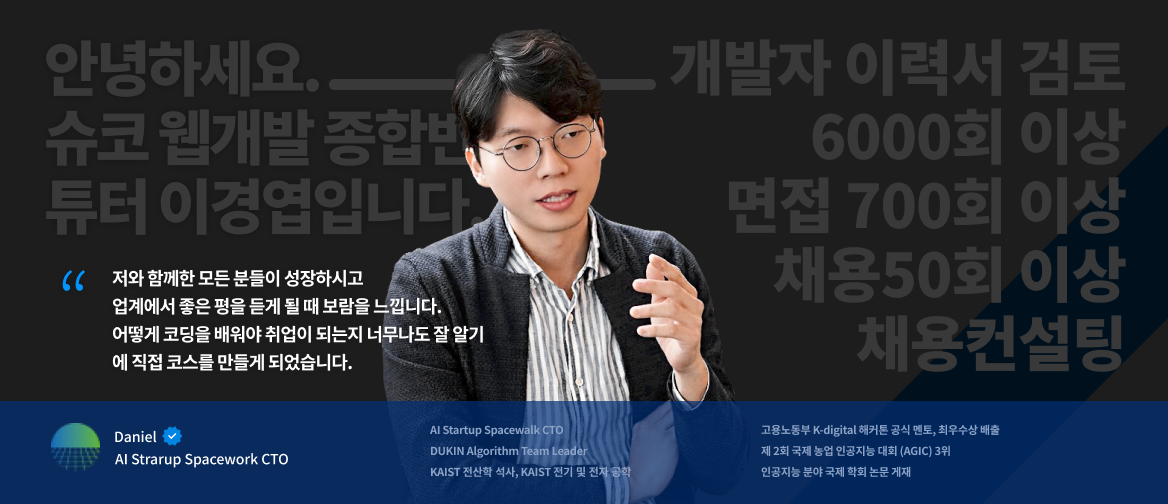 안녕하세요.
슈코 웹개발 종합반
튜터 이경엽입니다.
개발자 이력서 검토
6000회 이상
면접 700회 이상
채용50회 이상
채용컨설팅
“
저와 함께한 모든 분들이 성장하시고
업계에서 좋은 평을 듣게 될 때 보람을 느낍니다.
어떻게 코딩을 배워야 취업이 되는지 너무나도 잘 알기
에 직접 코스를 만들게 되었습니다.
Daniel
AI Strarup Spacework CTO
AI Startup Spacewalk CTO
DUKIN Algorithm Team Leader
KAIST 전산학 석사, KAIST 전기 및 전자 공학
고용노동부 K-digital 해커톤 공식 멘토, 최우수상 배출
제 2회 국제 농업 인공지능 대회 (AGIC) 3위
인공지능 분야 국제 학회 논문 게재